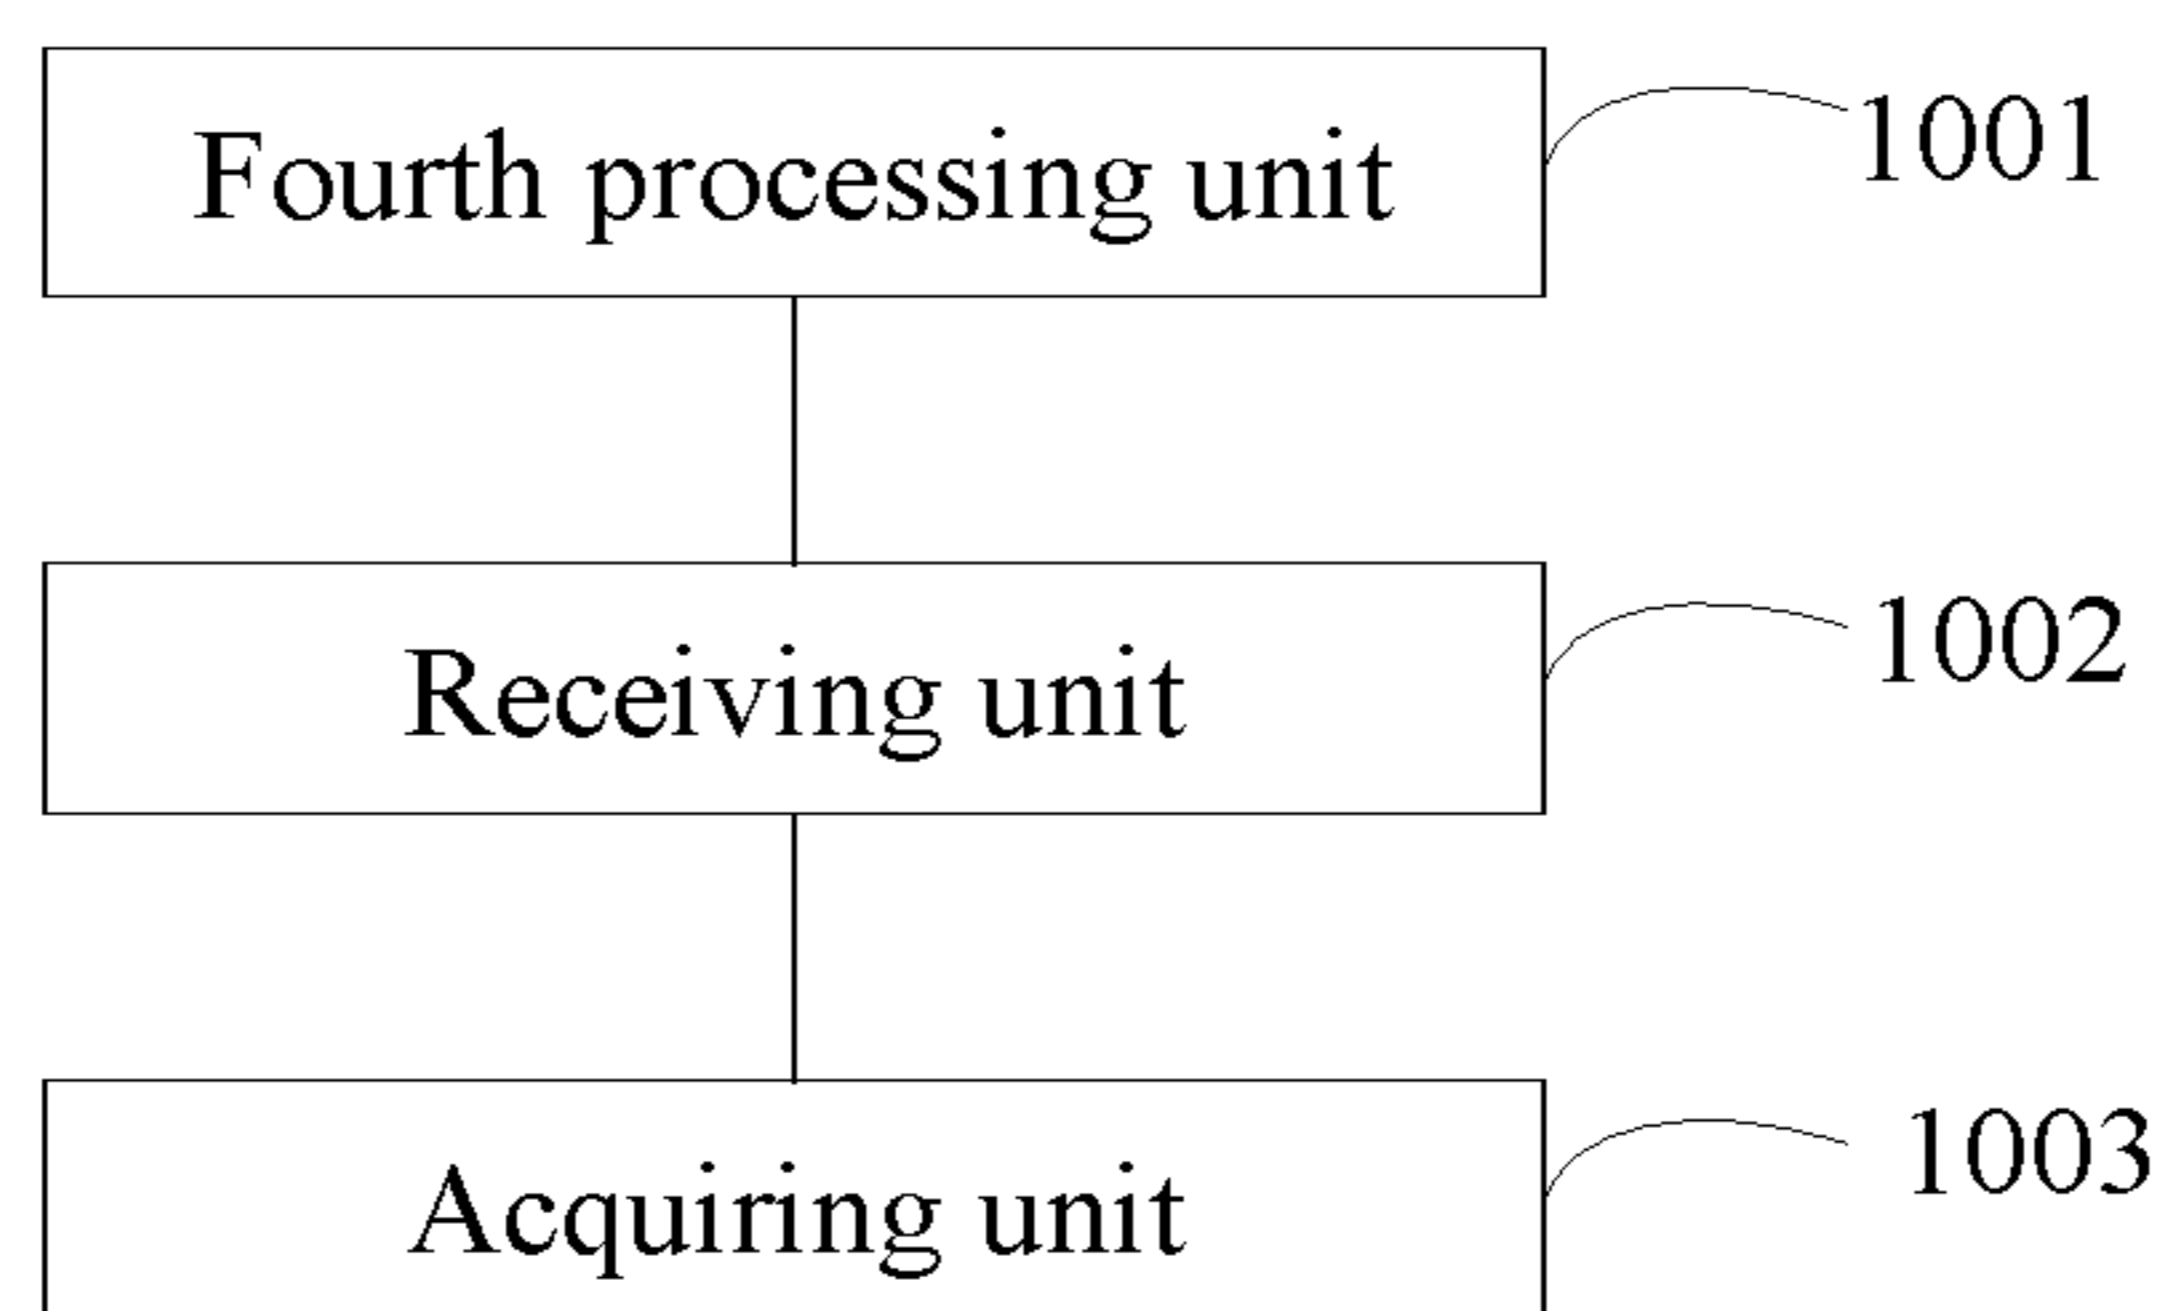 Fourth processing unit
1001
Receiving unit
1002
Acquiring unit
1003